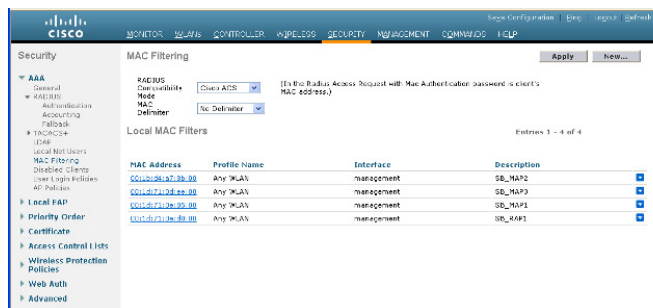 Save Configuration | Ping | Logout | Refresh
CISCO
MONITOR WLANs CONTROLLER WIRELESS SECURITY MANAGEMENT COMMANDS HELP
Security
MAC Filtering
Apply New...
AAA
General
RADIUS
Authentication
Accounting
Fallback
TACACS+
LDAP
Local Net Users
MAC Filtering
Disabled Clients
User Login Policies
AP Policies
Local EAP
Priority Order
Certificate
Access Control Lists
Wireless Protection
Policies
Web Auth
Advanced
RADIUS
Compatibility
Mode
Cisco ACS
(In the Radius Access Request with Mac Authentication password is client's
MAC address.)
MAC
Delimiter
No Delimiter
Local MAC Filters
Entries 1 - 4 of 4
MAC Address Profile Name Interface Description
Any WLAN management SB_MAP2
Any WLAN management SB_MAP3
Any WLAN management SB_MAP1
Any WLAN management SB_RAP1